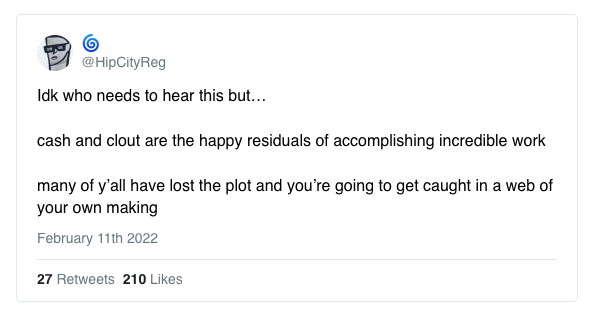 🌀
@HipCityReg
Idk who needs to hear this but…
cash and clout are the happy residuals of accomplishing incredible work
many of y’all have lost the plot and you’re going to get caught in a web of
your own making
February 11th 2022
27 Retweets 210 Likes